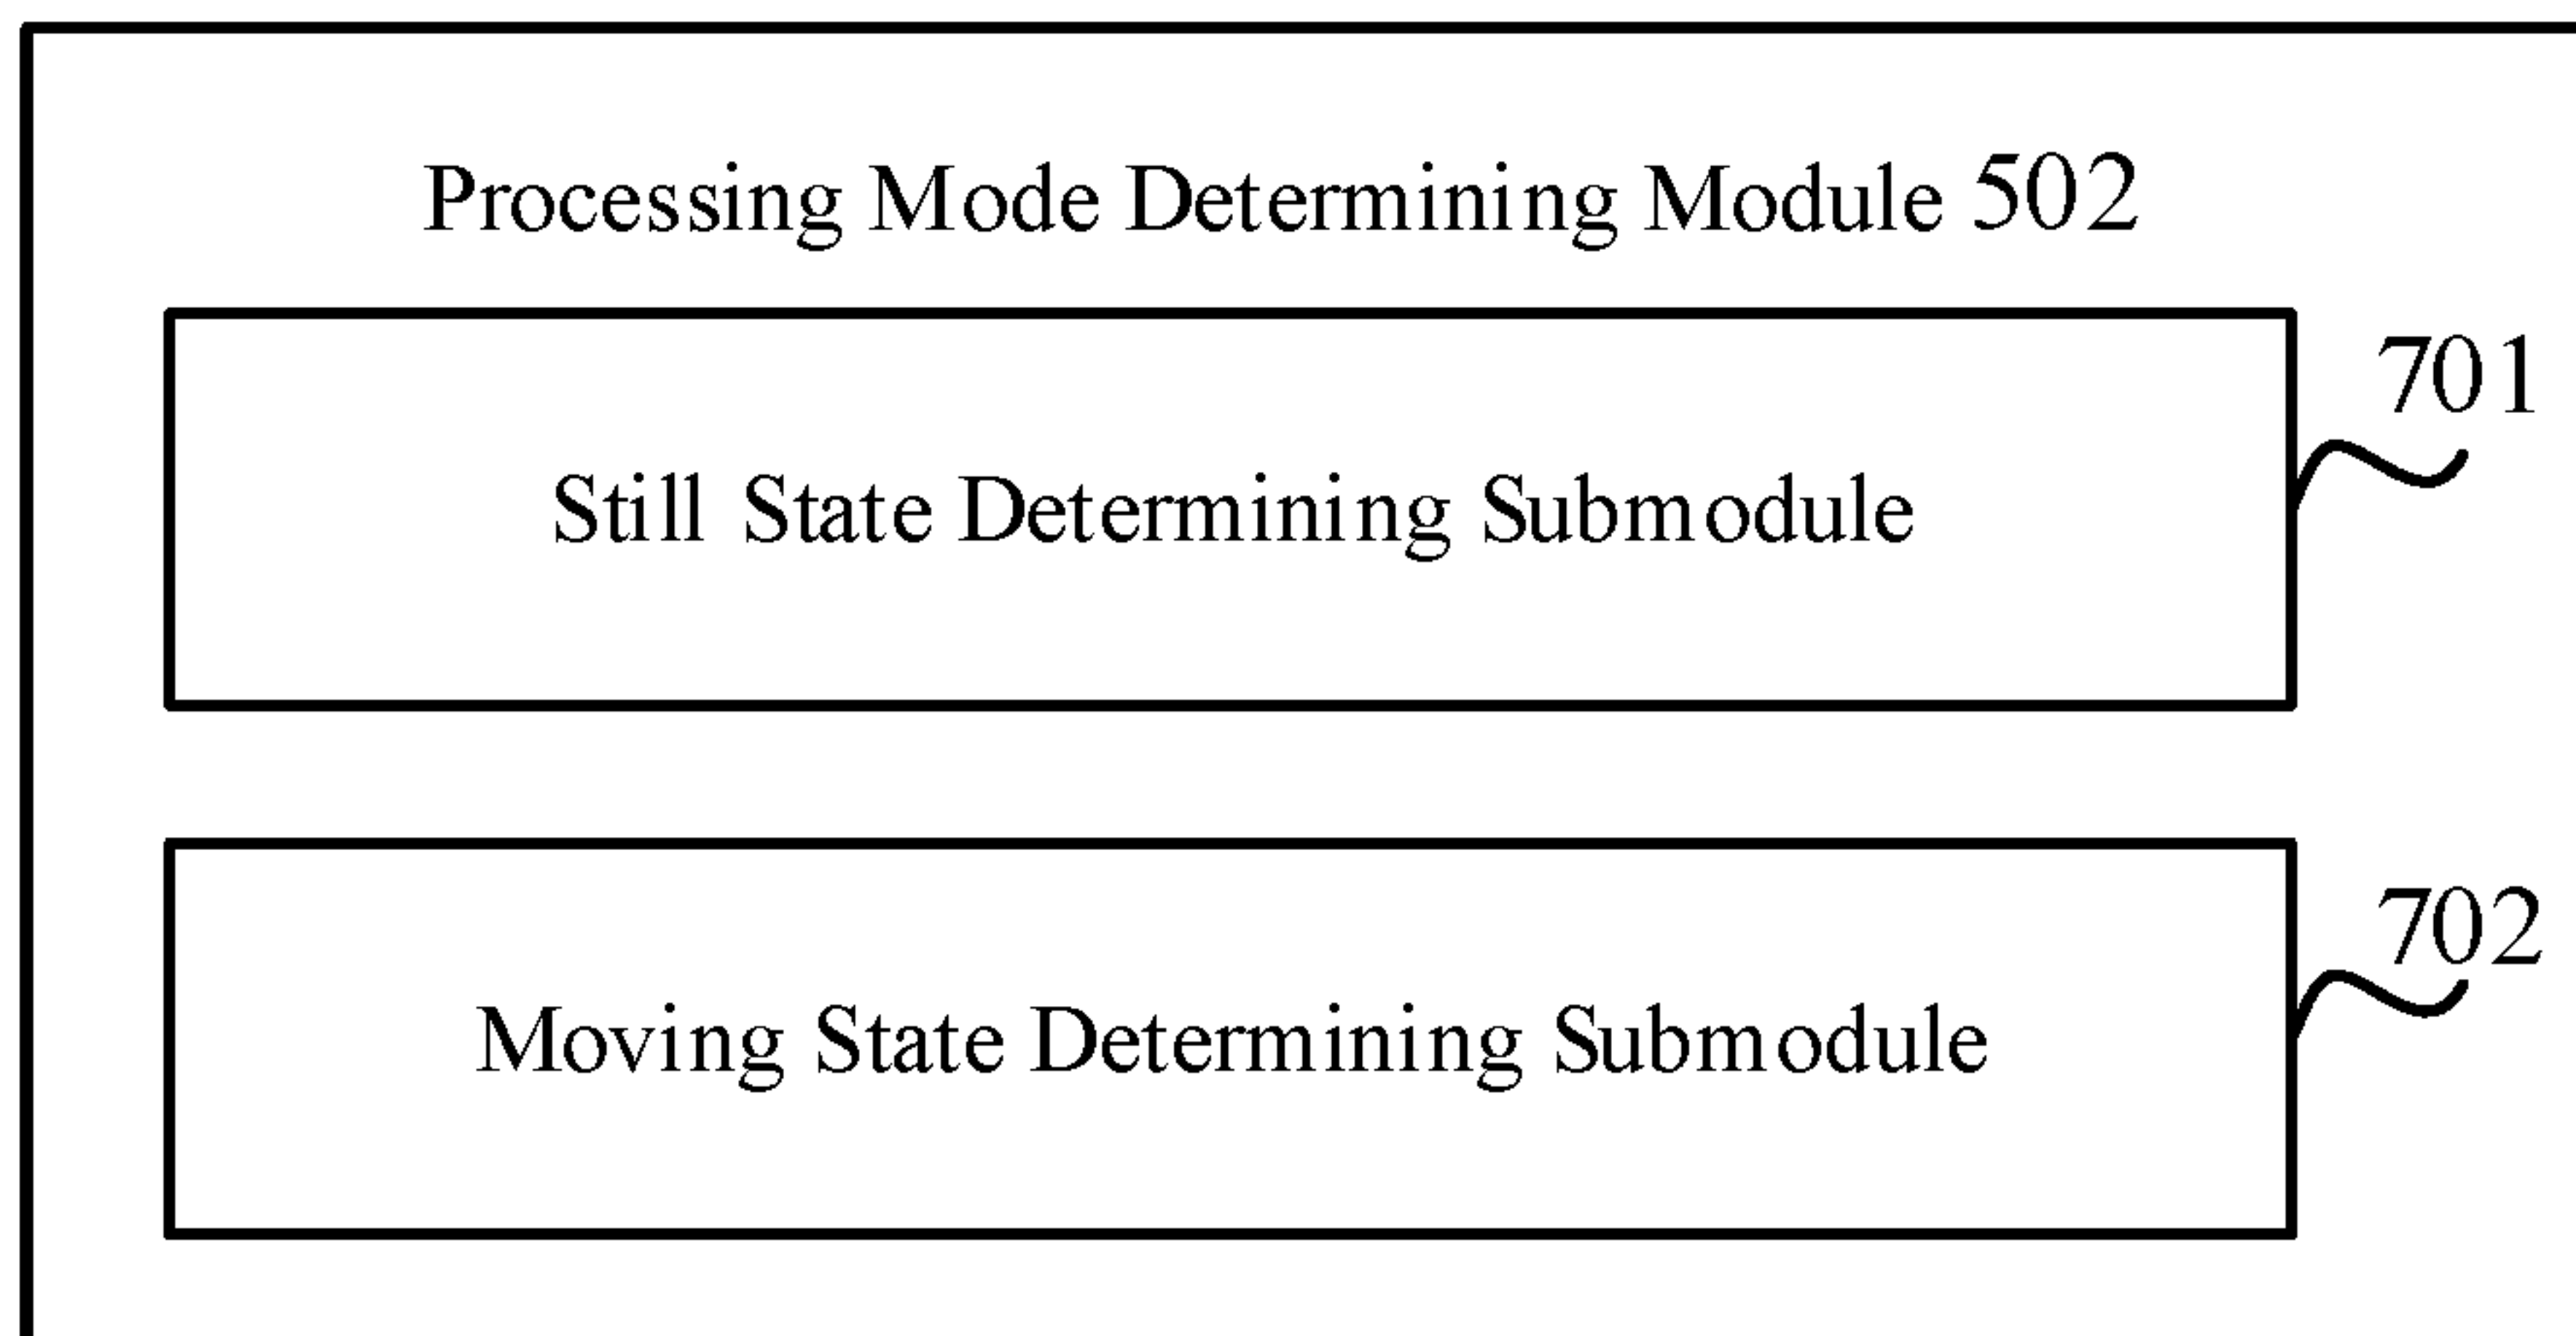 Processing Mode Determining Module 502
701
Still State Determining Submodule
702
Moving State Determining Submodule